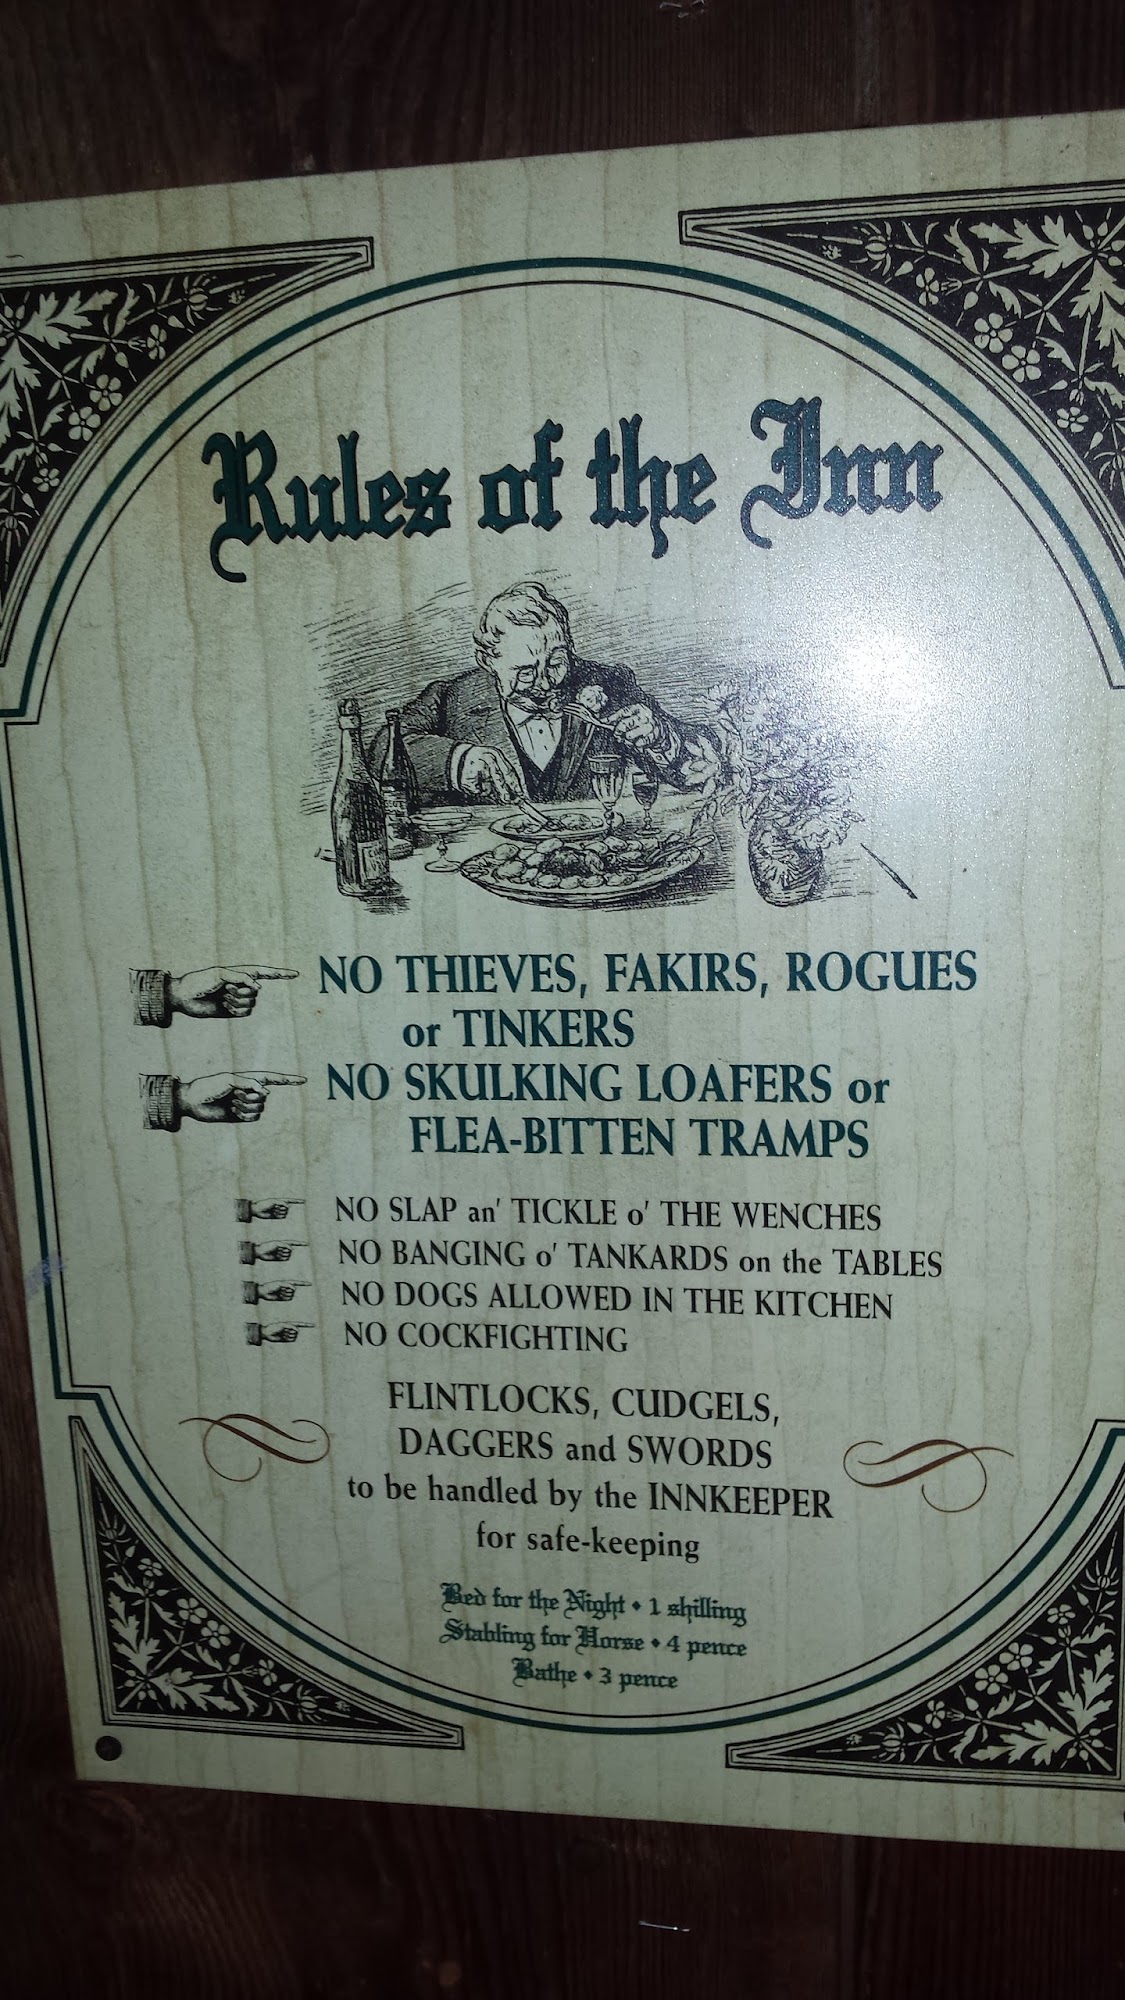 Rules of the Inn
NO THIEVES, FAKIRS, ROGUES
or TINKERS
NO SKULKING LOAFERS or
FLEA-BITTEN TRAMPS
NO SLAP an' TICKLE o' THE WENCHES
NO BANGING o' TANKARDS on the TABLES
NO DOGS ALLOWED IN THE KITCHEN
NO COCKFIGHTING
FLINTLOCKS, CUDGELS,
DAGGERS and SWORDS
to be handled by the INNKEEPER
for safe-keeping
Bed for the Night • 1 shilling
Stabling for Horse • 4 pence
Bathe • 3 pence